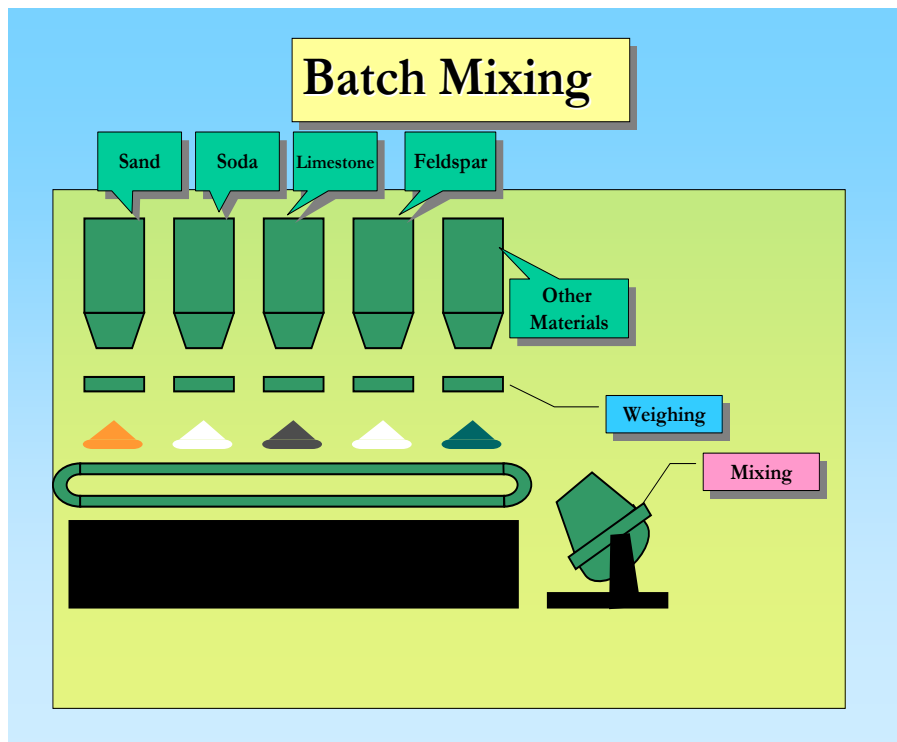 Batch Mixing
Sand
Soda
Limestone
Feldspar
Other
Materials
Weighing
Mixing